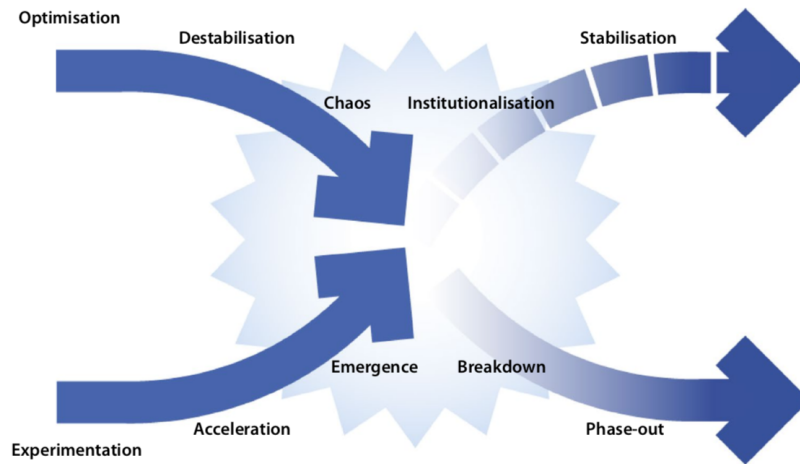 Optimisation
Destabilisation
Stabilisation
Chaos
Institutionalisation
Emergence
Breakdown
Acceleration
Phase-out
Experimentation